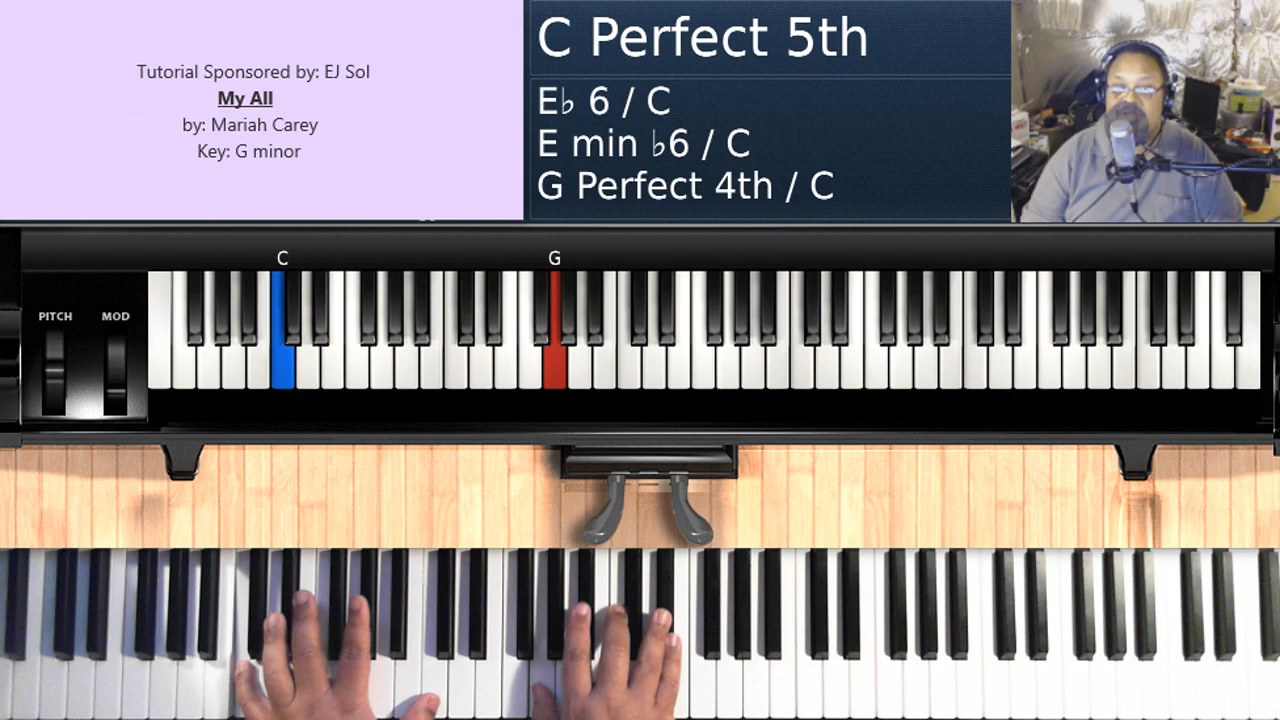 Tutorial Sponsored by: EJ Sol
My All
by: Mariah Carey
Key: G minor
C Perfect 5th
E♭ 6 / C
E min ♭6 / C
G Perfect 4th / C
C
G
PITCH
MOD